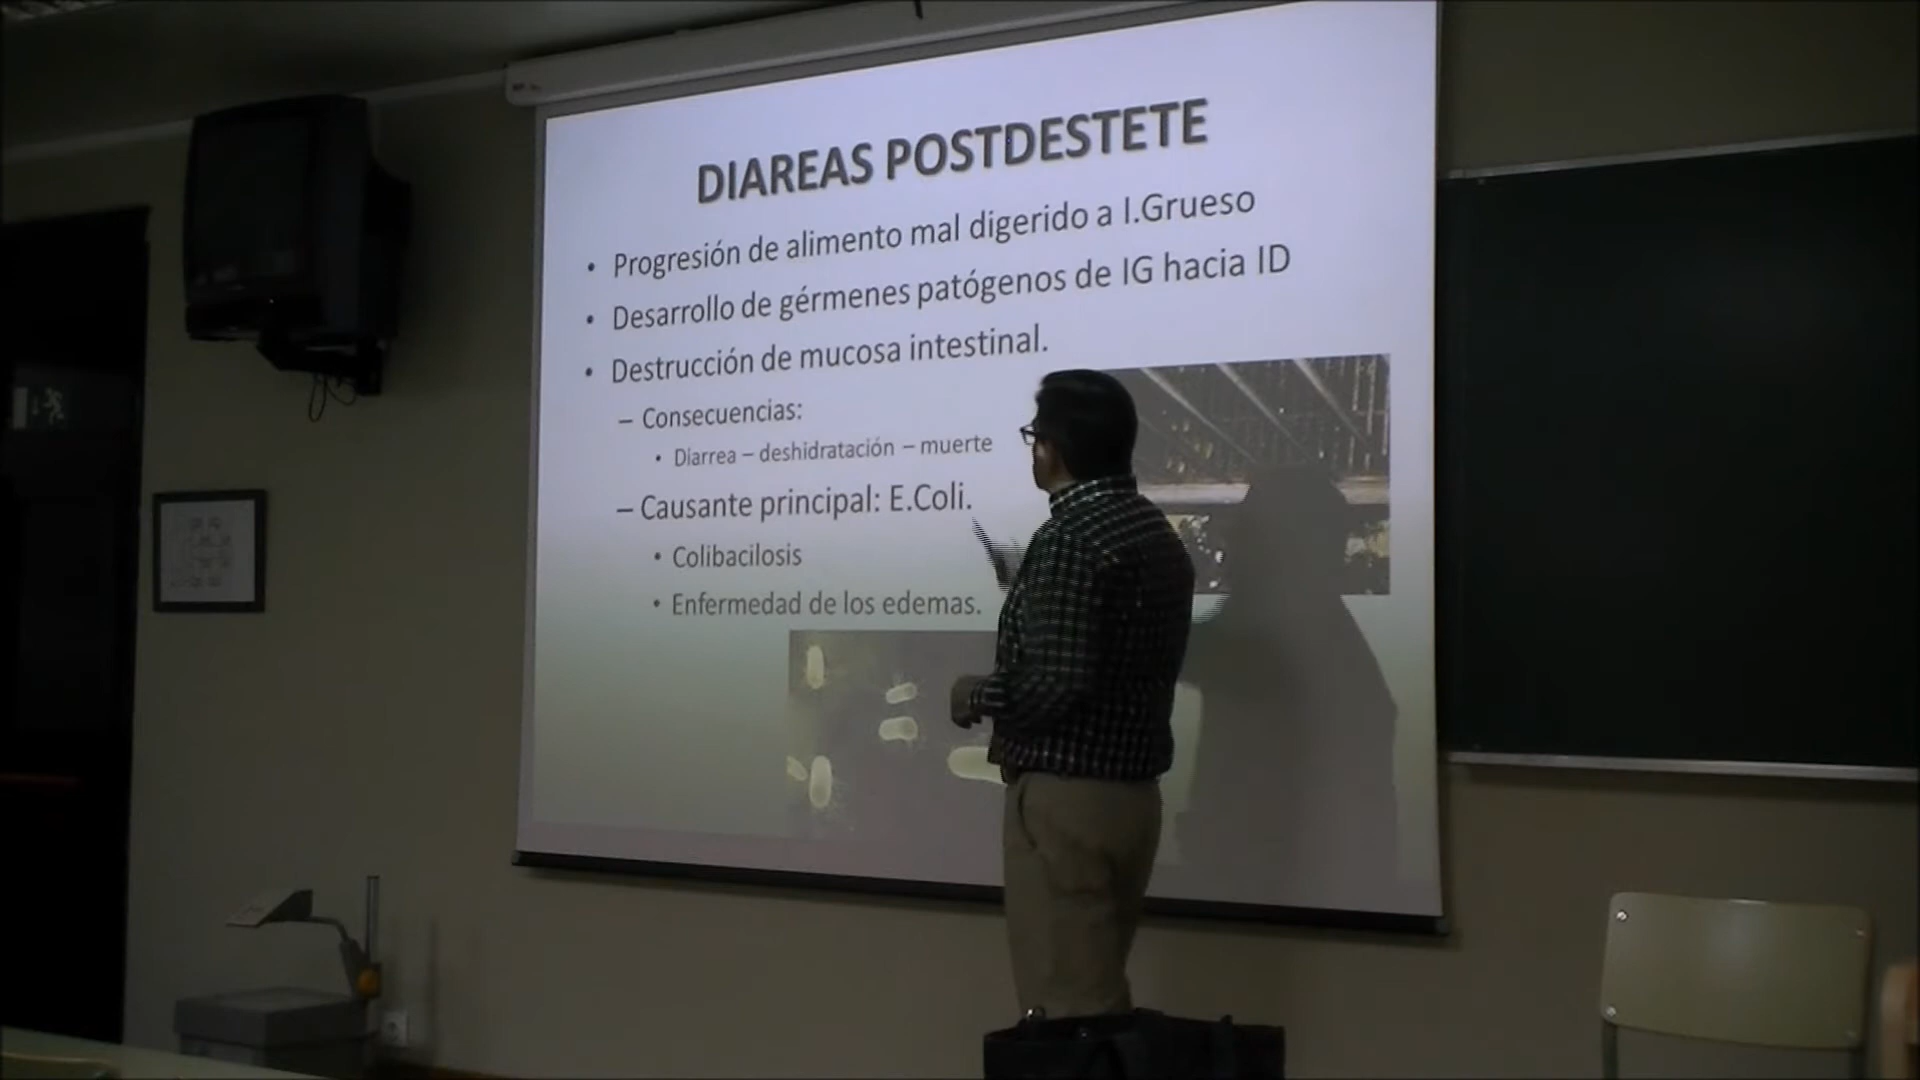 DIAREAS POSTDESTETE
• Progresión de alimento mal digerido a I.Grueso
• Desarrollo de gérmenes patógenos de IG hacia ID
• Destrucción de mucosa intestinal.
– Consecuencias:
• Diarrea – deshidratación – muerte
– Causante principal: E.Coli.
• Colibacilosis
• Enfermedad de los edemas.